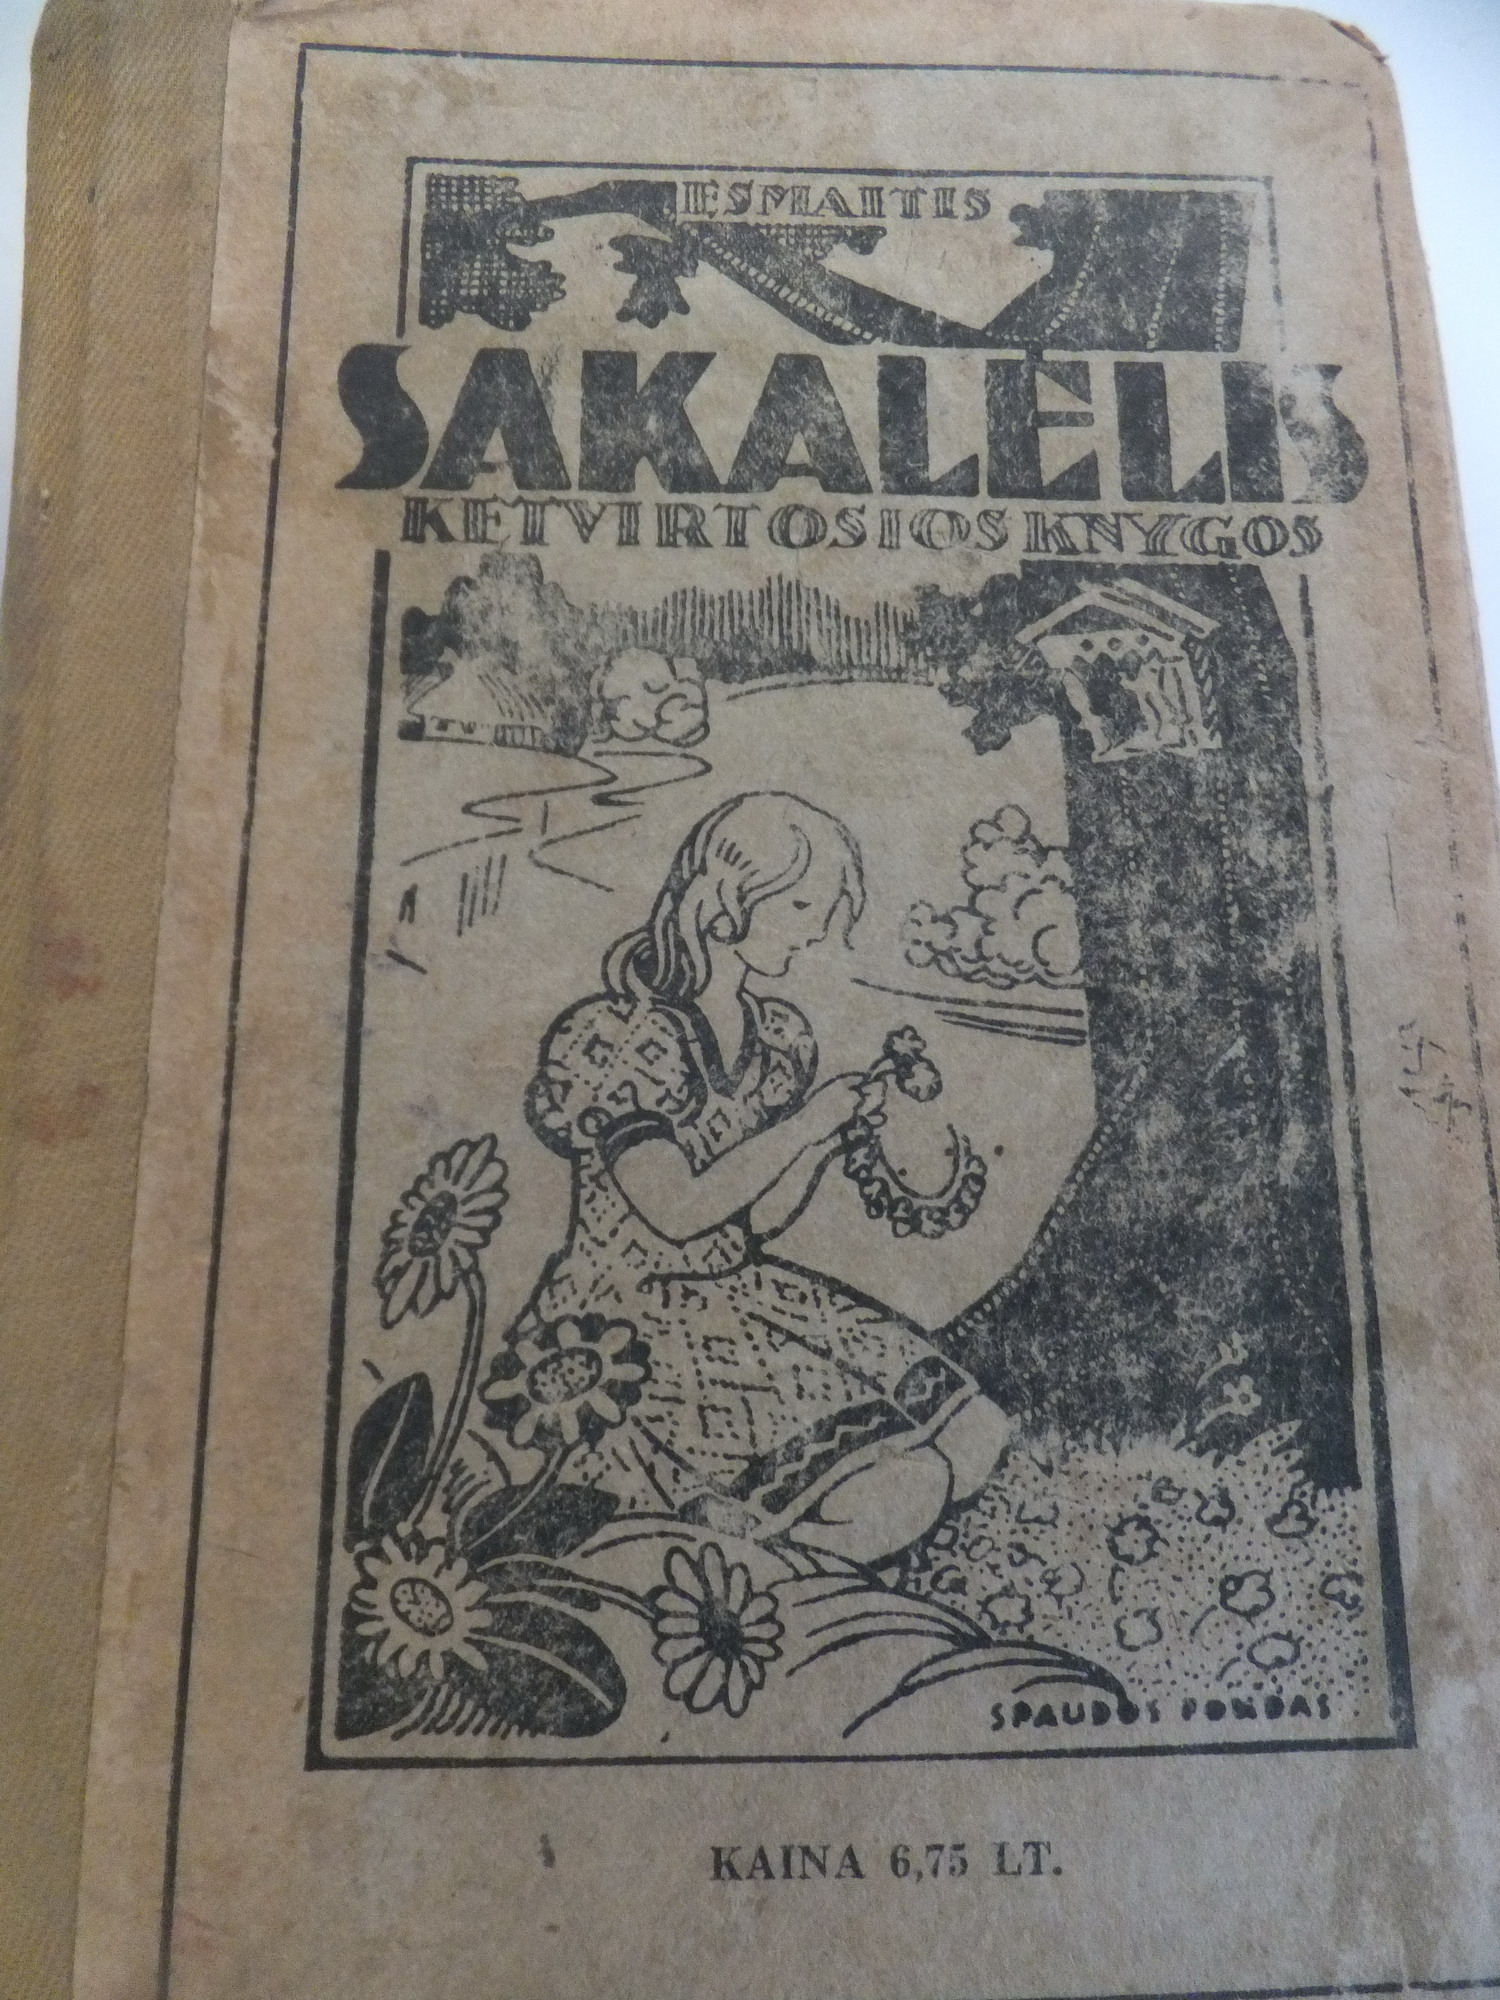 ESMAITIS
SAKALĖLIS
KETVIRTOSIOS KNYGOS
SPAUDOS FONDAS
KAINA 6,75 LT.